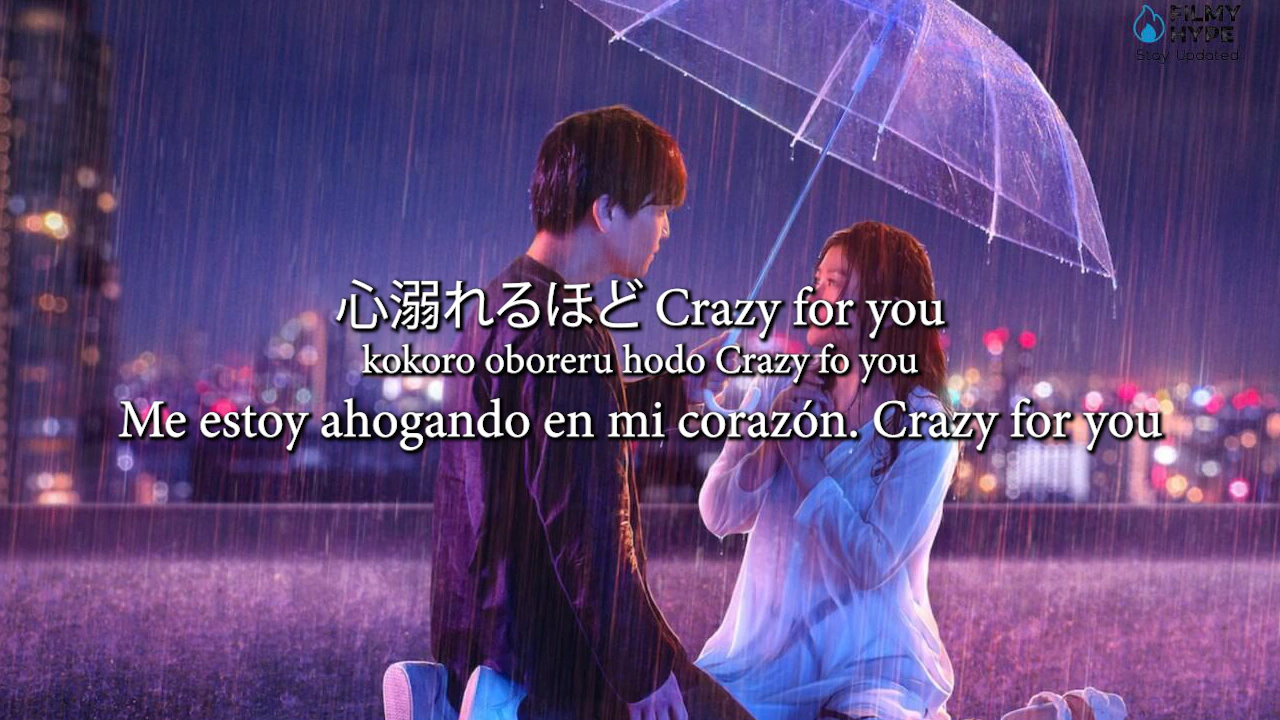 FILMY
HYPE
Stay Updated
心溺れるほど Crazy for you
kokoro oboreru hodo Crazy fo you
Me estoy ahogando en mi corazón. Crazy for you